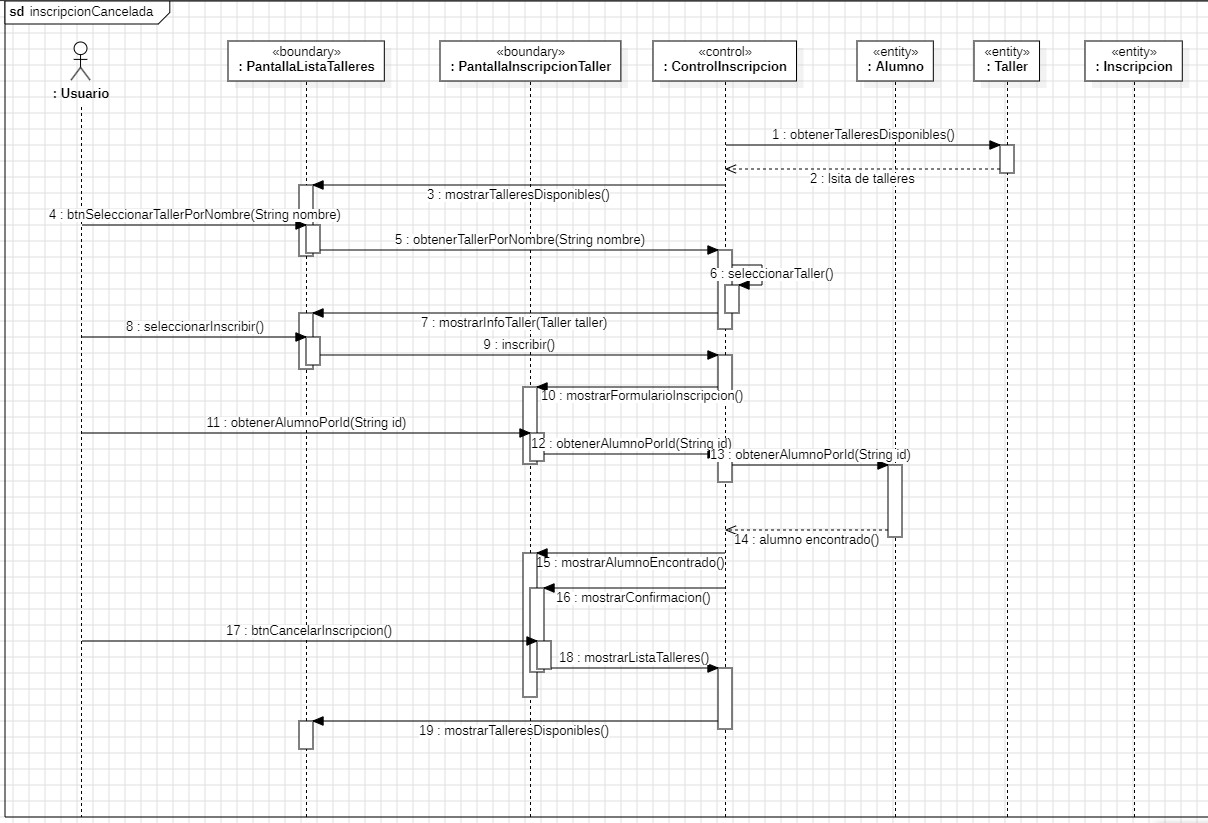 sd inscripcionCancelada
: Usuario
«boundary»
: PantallaListaTalleres
«boundary»
: PantallaInscripcionTaller
«control»
: ControlInscripcion
«entity»
: Alumno
«entity»
: Taller
«entity»
: Inscripcion
1 : obtenerTalleresDisponibles()
2 : lsita de talleres
3 : mostrarTalleresDisponibles()
4 : btnSeleccionarTallerPorNombre(String nombre)
5 : obtenerTallerPorNombre(String nombre)
6 : seleccionarTaller()
7 : mostrarInfoTaller(Taller taller)
8 : seleccionarInscribir()
9 : inscribir()
10 : mostrarFormularioInscripcion()
11 : obtenerAlumnoPorId(String id)
12 : obtenerAlumnoPorId(String id)
13 : obtenerAlumnoPorId(String id)
14 : alumno encontrado()
15 : mostrarAlumnoEncontrado()
16 : mostrarConfirmacion()
17 : btnCancelarInscripcion()
18 : mostrarListaTalleres()
19 : mostrarTalleresDisponibles()